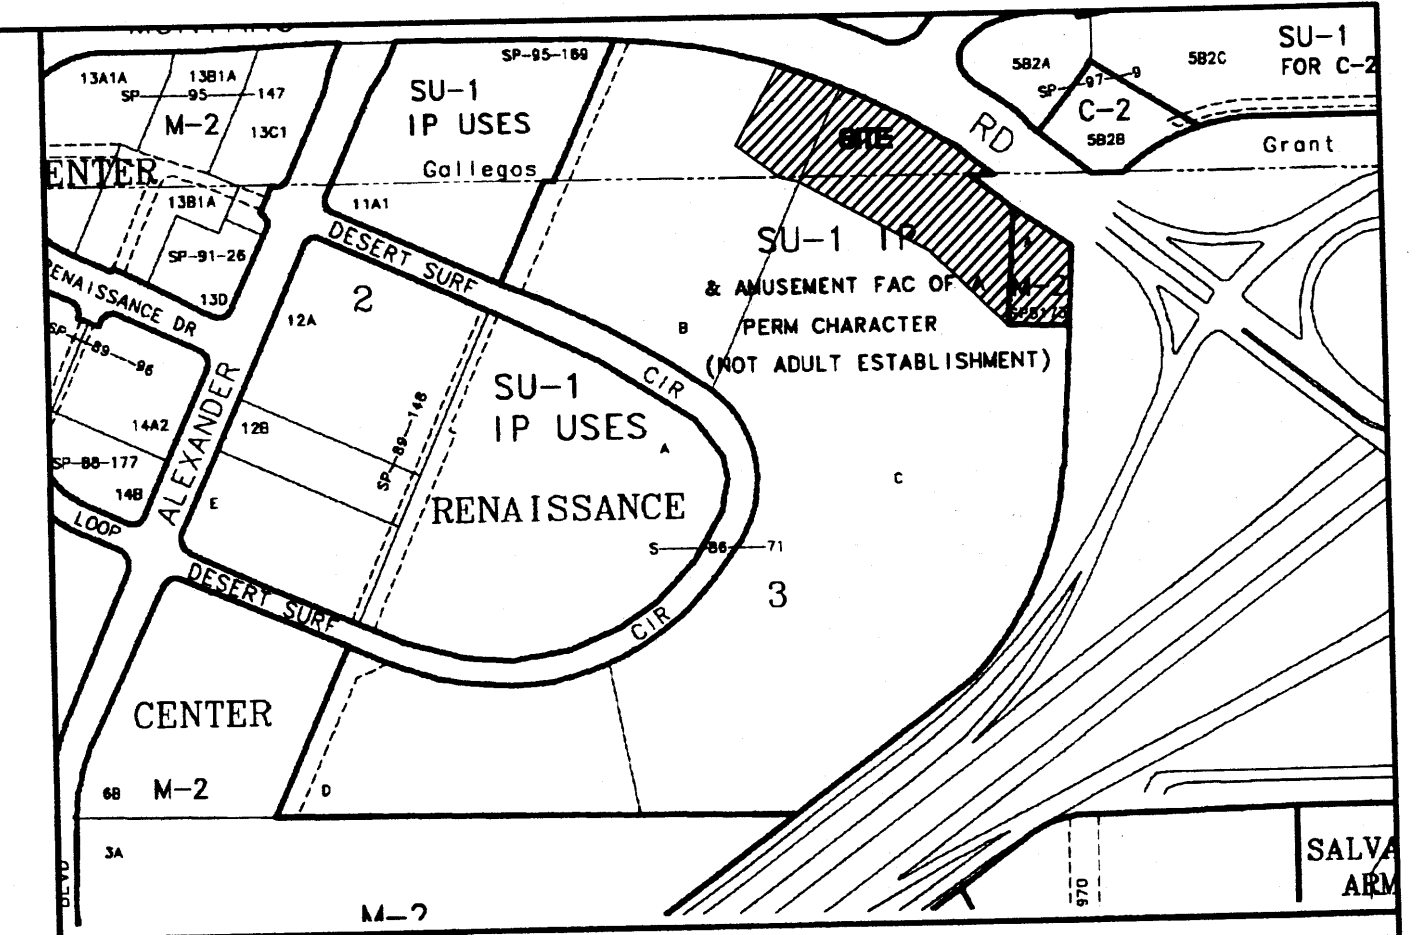 SP-95-169
SU-1
FOR C-2
5B2A
5B2C
SP-97-9
13A1A
13B1A
SP-95-147
M-2
13C1
SU-1
IP USES
Gallegos
SITE
RD
C-2
5B2B
Grant
ENTER
13B1A
11A1
SP-91-26
DESERT SURF
SU-1 IP
& AMUSEMENT FAC OF A
M-2
PERM CHARACTER
(NOT ADULT ESTABLISHMENT)
B
RENAISSANCE DR
13D
2
12A
SP-89-96
CIR
SU-1
IP USES
A
14A2
ALEXANDER
12B
SP-89-148
SP-88-177
14B
E
C
RENAISSANCE
LOOP
S-86-71
3
DESERT SURF
CIR
CENTER
6B
M-2
D
3A
BLVD
970
SALVA
ARM
M-2